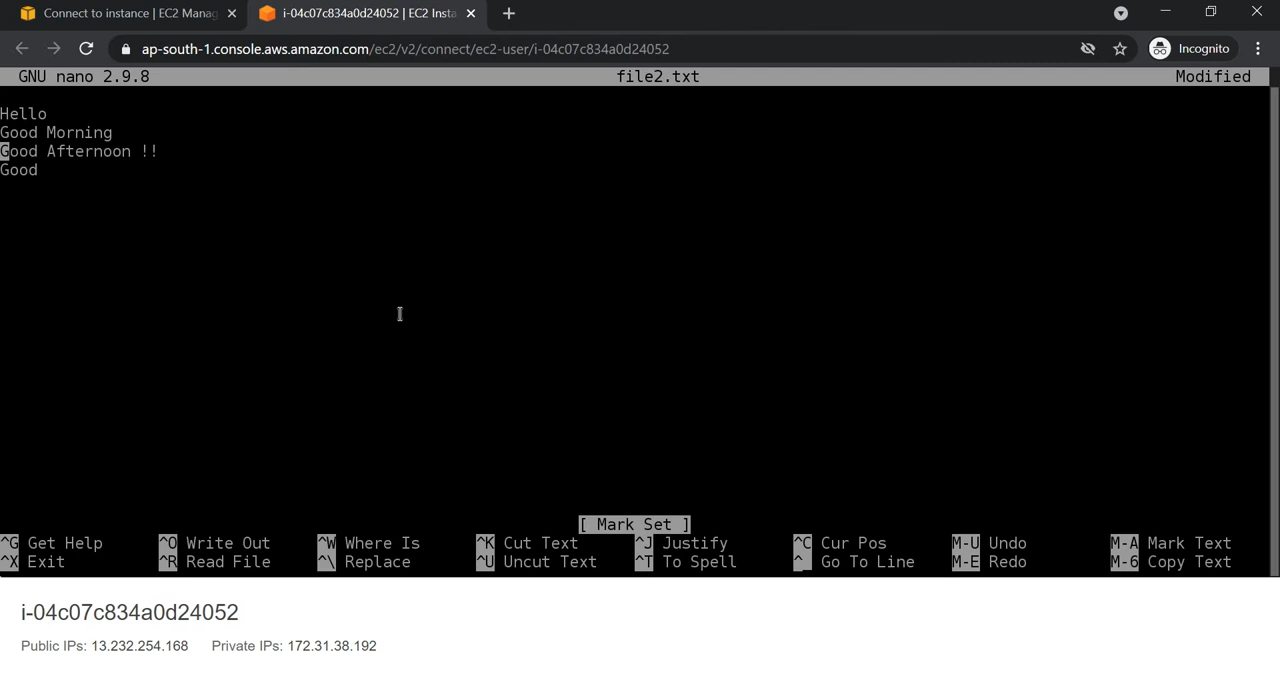 Connect to instance | EC2 Manag
i-04c07c834a0d24052 | EC2 Insta
ap-south-1.console.aws.amazon.com/ec2/v2/connect/ec2-user/i-04c07c834a0d24052
Incognito
GNU nano 2.9.8 file2.txt Modified
Hello
Good Morning
Good Afternoon !!
Good
[ Mark Set ]
^G Get Help ^O Write Out ^W Where Is ^K Cut Text ^J Justify ^C Cur Pos M-U Undo M-A Mark Text
^X Exit ^R Read File ^\ Replace ^U Uncut Text ^T To Spell ^_ Go To Line M-E Redo M-6 Copy Text
i-04c07c834a0d24052
Public IPs: 13.232.254.168 Private IPs: 172.31.38.192